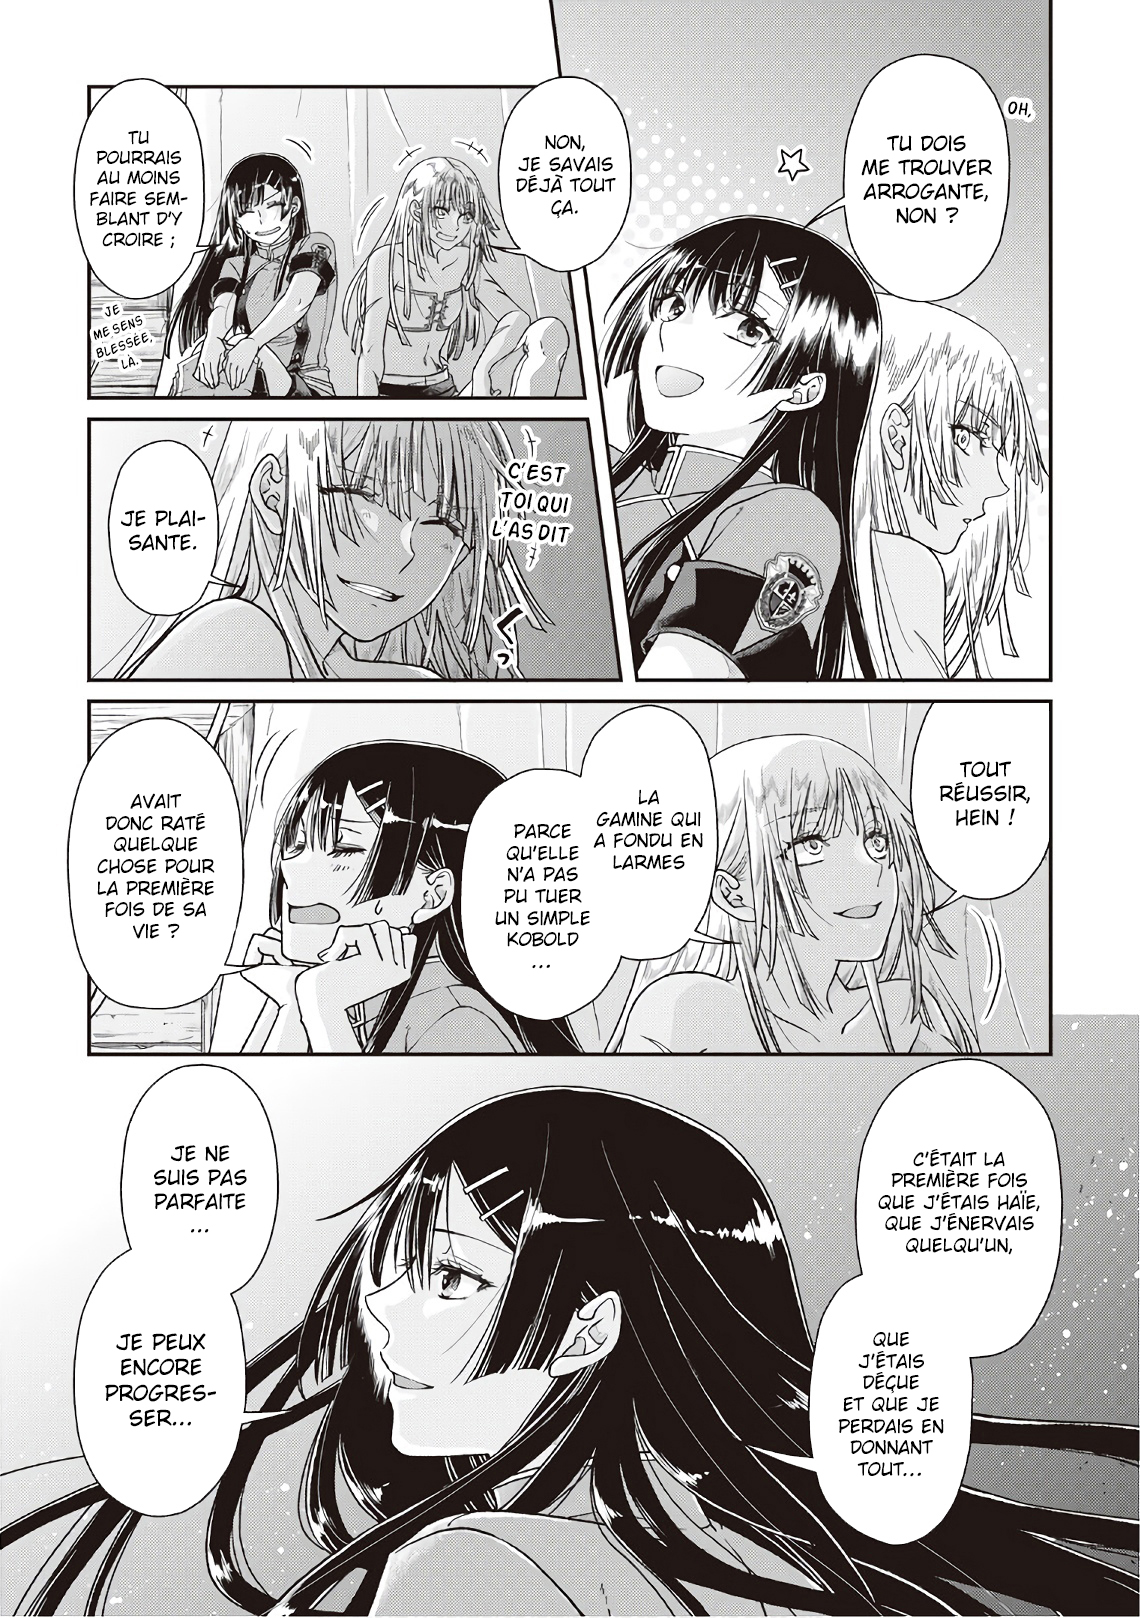 OH,
TU DOIS
ME TROUVER
ARROGANTE,
NON ?
NON,
JE SAVAIS
DÉJÀ TOUT
ÇA.
TU
POURRAIS
AU MOINS
FAIRE SEM-
BLANT D'Y
CROIRE ;
JE
ME SENS
BLESSÉE,
LÀ.
C'EST
TOI QUI
L'AS DIT
くっ
JE PLAI-
SANTE.
TOUT
RÉUSSIR,
HEIN !
LA
GAMINE QUI
A FONDU EN
LARMES
PARCE
QU'ELLE
N'A PAS
PU TUER
UN SIMPLE
KOBOLD
...
AVAIT
DONC RATÉ
QUELQUE
CHOSE POUR
LA PREMIÈRE
FOIS DE SA
VIE ?
C'ÉTAIT LA
PREMIÈRE FOIS
QUE J'ÉTAIS HAÏE,
QUE J'ÉNERVAIS
QUELQU'UN,
QUE
J'ÉTAIS
DÉÇUE
ET QUE JE
PERDAIS EN
DONNANT
TOUT...
JE NE
SUIS PAS
PARFAITE
...
JE PEUX
ENCORE
PROGRES-
SER...